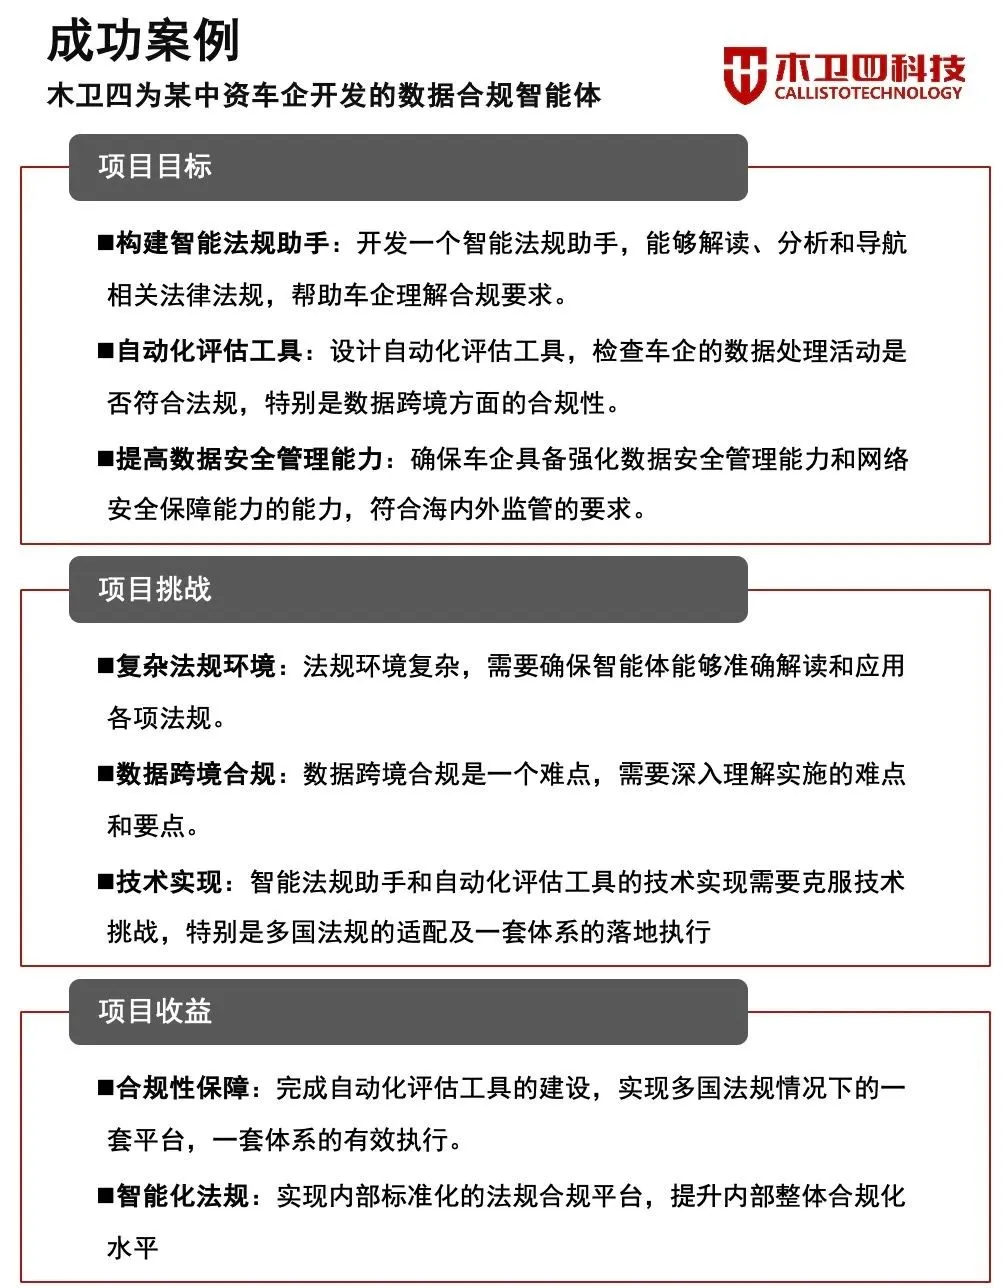 成功案例
木卫四为某中资车企开发的数据合规智能体
木卫四科技
CALLISTOTECHNOLOGY
项目目标
■构建智能法规助手：开发一个智能法规助手，能够解读、分析和导航
相关法律法规，帮助车企理解合规要求。
■自动化评估工具：设计自动化评估工具，检查车企的数据处理活动是
否符合法规，特别是数据跨境方面的合规性。
■提高数据安全管理能力：确保车企具备强化数据安全管理能力和网络
安全保障能力的能力，符合海内外监管的要求。
项目挑战
■复杂法规环境：法规环境复杂，需要确保智能体能够准确解读和应用
各项法规。
■数据跨境合规：数据跨境合规是一个难点，需要深入理解实施的难点
和要点。
■技术实现：智能法规助手和自动化评估工具的技术实现需要克服技术
挑战，特别是多国法规的适配及一套体系的落地执行
项目收益
■合规性保障：完成自动化评估工具的建设，实现多国法规情况下的一
套平台，一套体系的有效执行。
■智能化法规：实现内部标准化的法规合规平台，提升内部整体合规化
水平